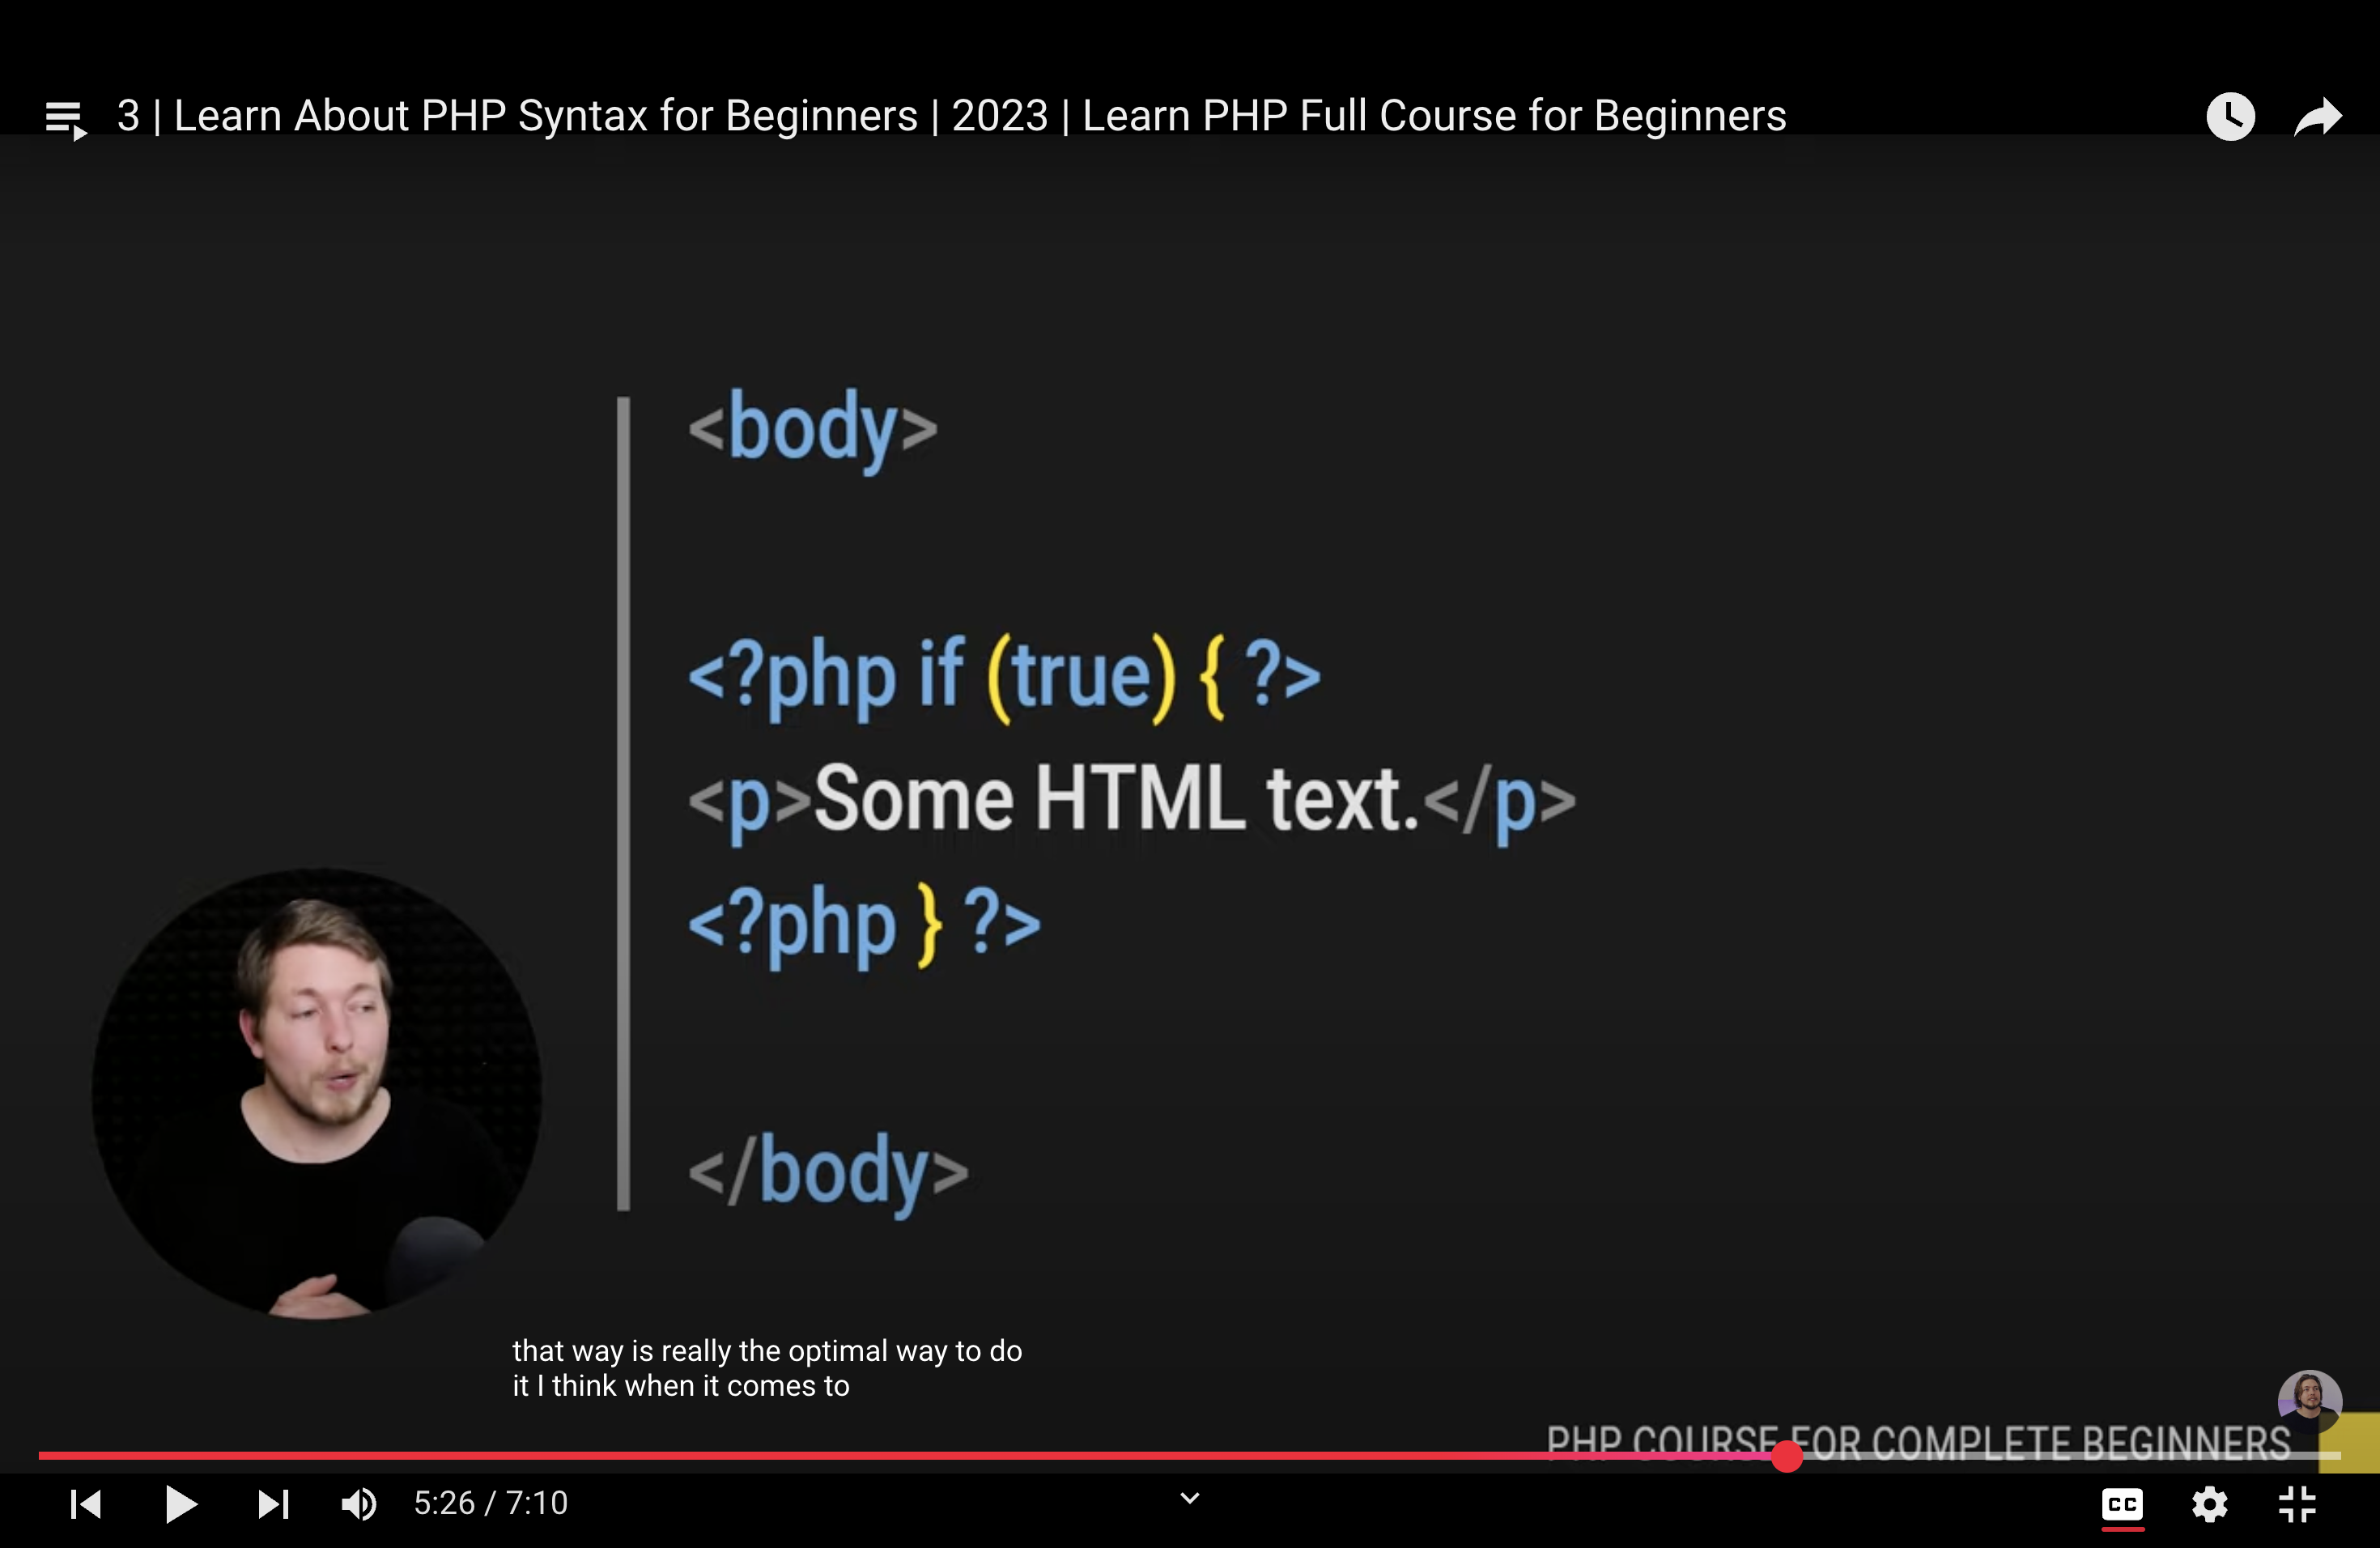 3 | Learn About PHP Syntax for Beginners | 2023 | Learn PHP Full Course for Beginners
<body>
<?php if (true) { ?>
<p>Some HTML text.</p>
<?php } ?>
</body>
that way is really the optimal way to do
it I think when it comes to
PHP COURSE FOR COMPLETE BEGINNERS
5:26 / 7:10
CC